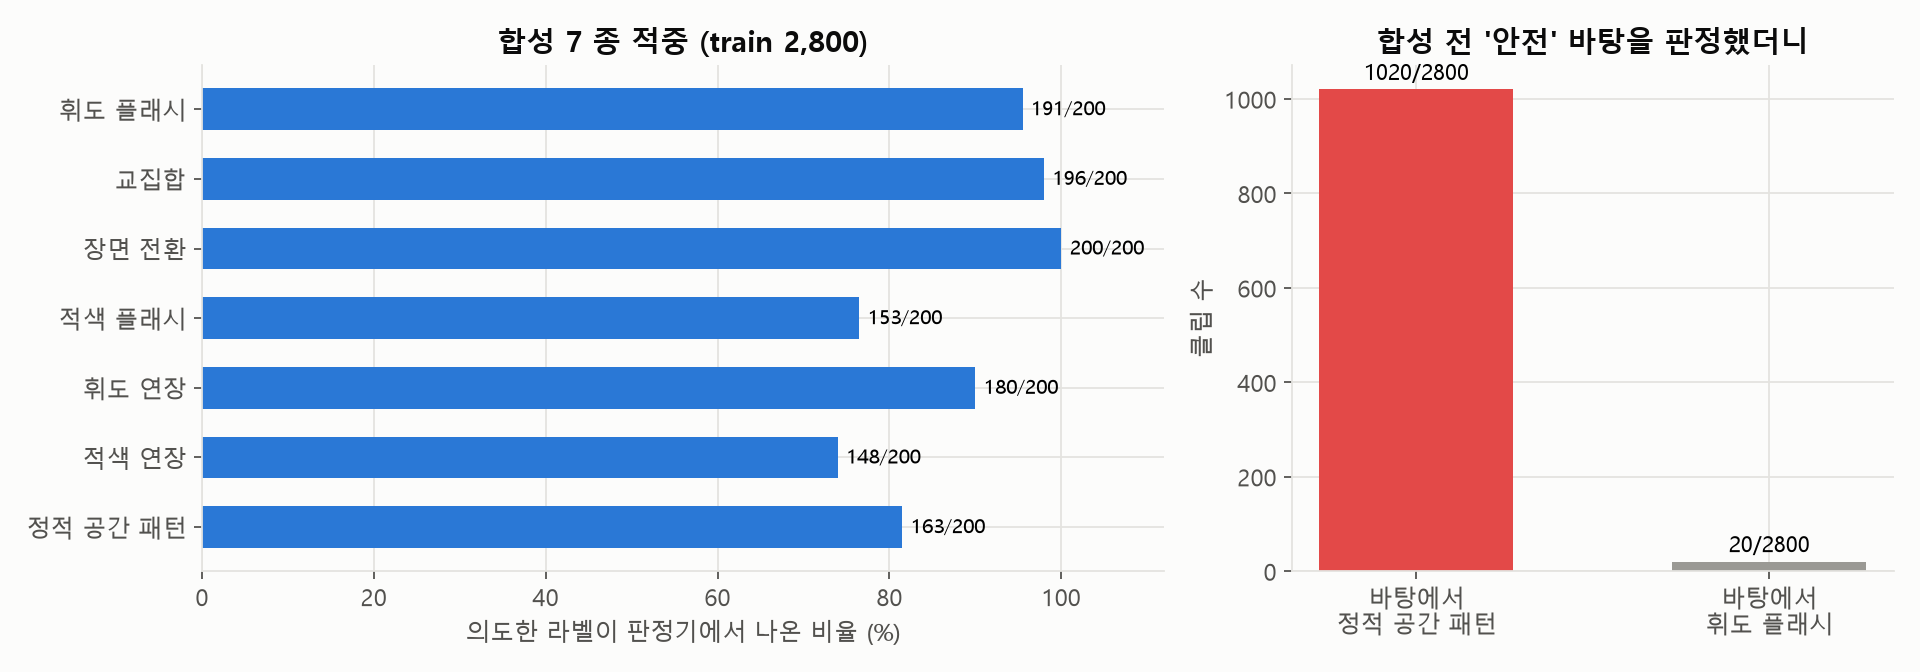 합성 7 종 적중 (train 2,800)
휘도 플래시
191/200
교집합
196/200
장면 전환
200/200
적색 플래시
153/200
휘도 연장
180/200
적색 연장
148/200
정적 공간 패턴
163/200
0 20 40 60 80 100
의도한 라벨이 판정기에서 나온 비율 (%)
합성 전 '안전' 바탕을 판정했더니
1020/2800
1000
800
600
400
200
0
클립 수
20/2800
바탕에서
정적 공간 패턴
바탕에서
휘도 플래시